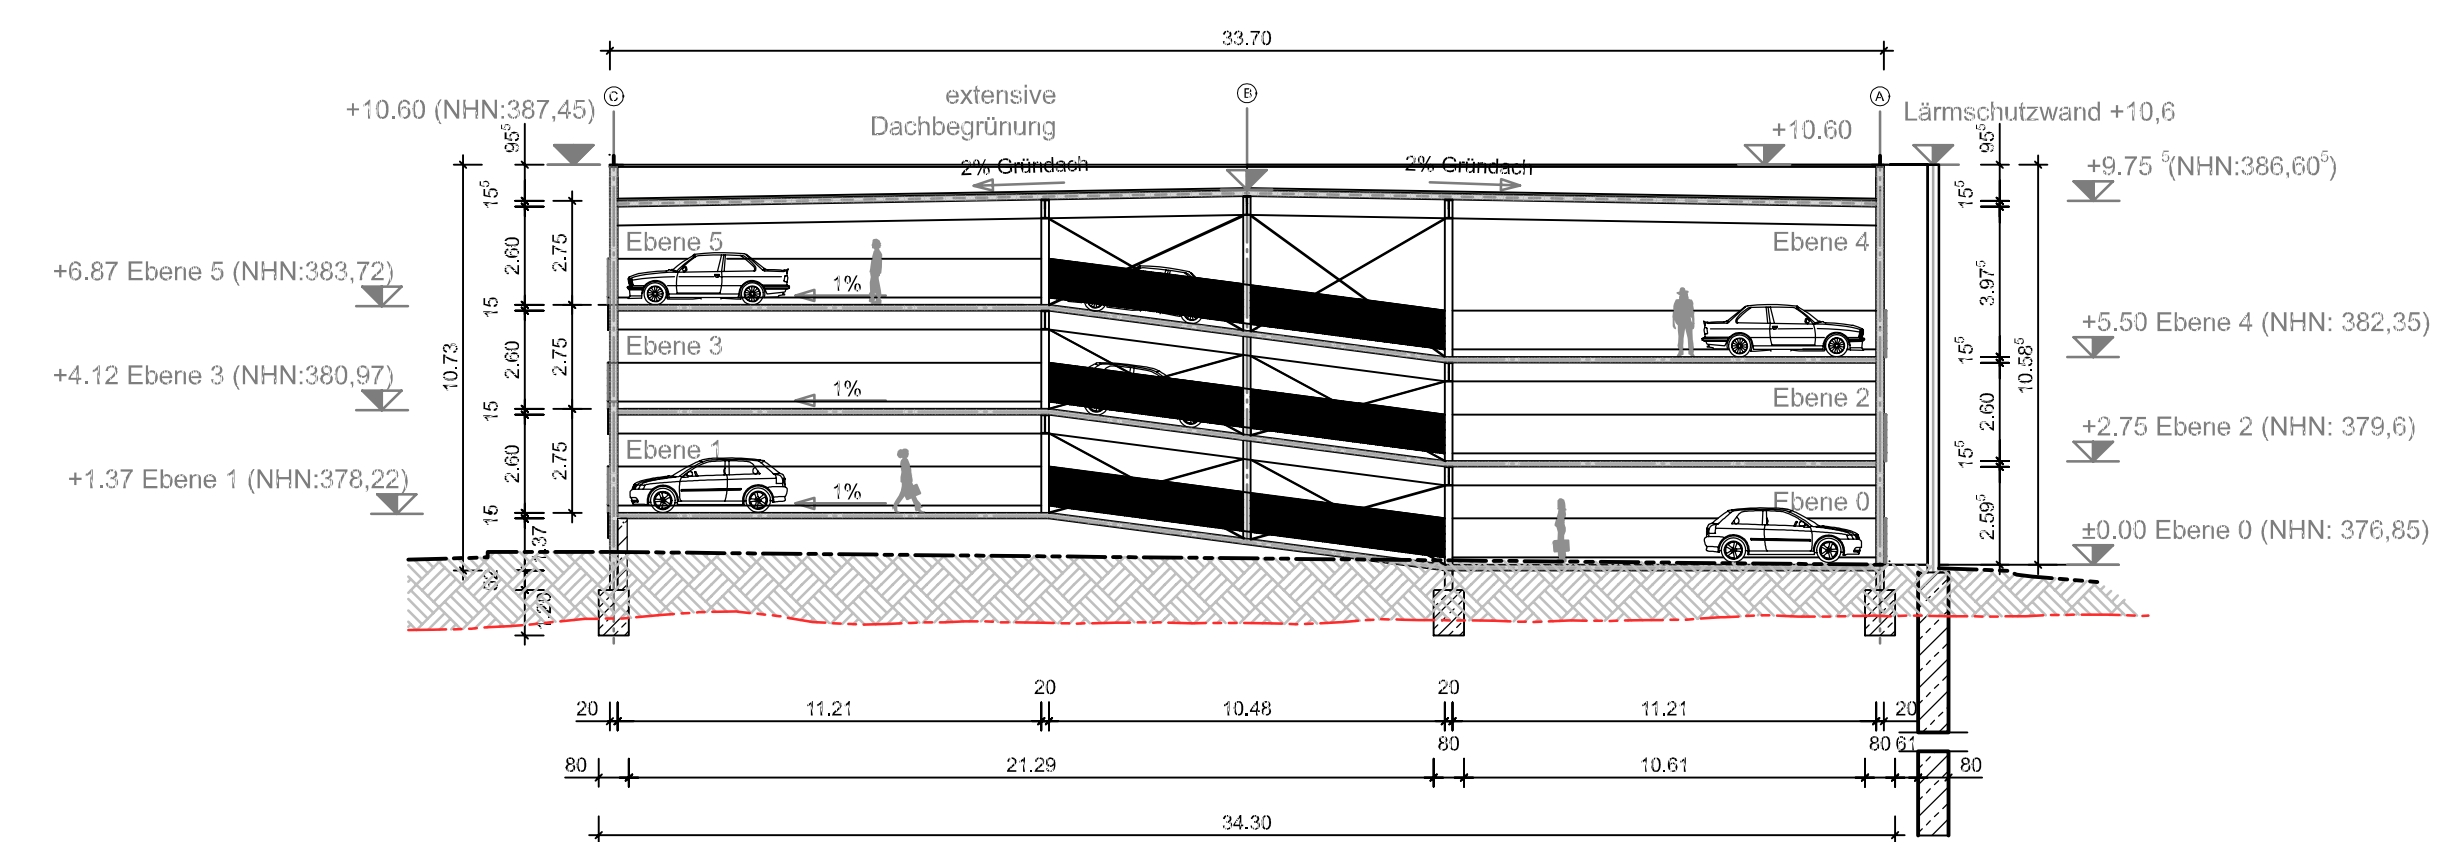 33.70
C
B
A
+10.60 (NHN:387,45)
extensive
Dachbegrünung
+10.60
Lärmschutzwand +10,6
95⁵
95⁵
2% Gründach
2% Gründach
+9.75 ⁵(NHN:386,60⁵)
15⁵
15⁵
Ebene 5
Ebene 4
2.60
2.75
3.97⁵
+6.87 Ebene 5 (NHN:383,72)
1%
15
+5.50 Ebene 4 (NHN: 382,35)
Ebene 3
10.73
2.60
2.75
15⁵
10.58⁵
+4.12 Ebene 3 (NHN:380,97)
1%
Ebene 2
2.60
15
+2.75 Ebene 2 (NHN: 379,6)
Ebene 1
2.60
2.75
15⁵
+1.37 Ebene 1 (NHN:378,22)
1%
Ebene 0
15
2.59⁵
±0.00 Ebene 0 (NHN: 376,85)
1.20
20
11.21
20
10.48
20
11.21
20
80
21.29
80
10.61
80
61
80
34.30